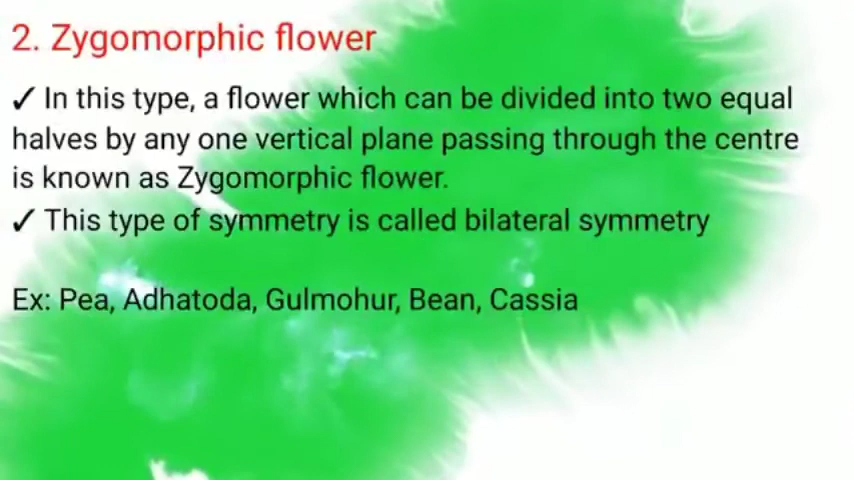 2. Zygomorphic flower
✓ In this type, a flower which can be divided into two equal
halves by any one vertical plane passing through the centre
is known as Zygomorphic flower.
✓ This type of symmetry is called bilateral symmetry
Ex: Pea, Adhatoda, Gulmohur, Bean, Cassia